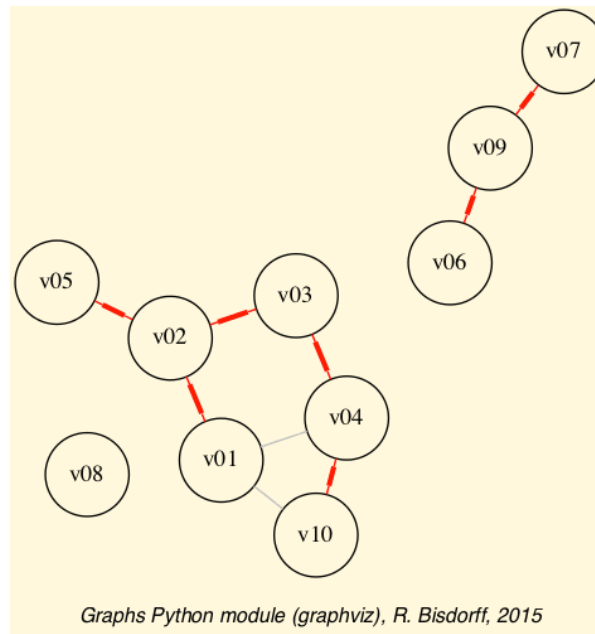 v07
v09
v06
v05
v03
v02
v04
v01
v08
v10
Graphs Python module (graphviz), R. Bisdorff, 2015